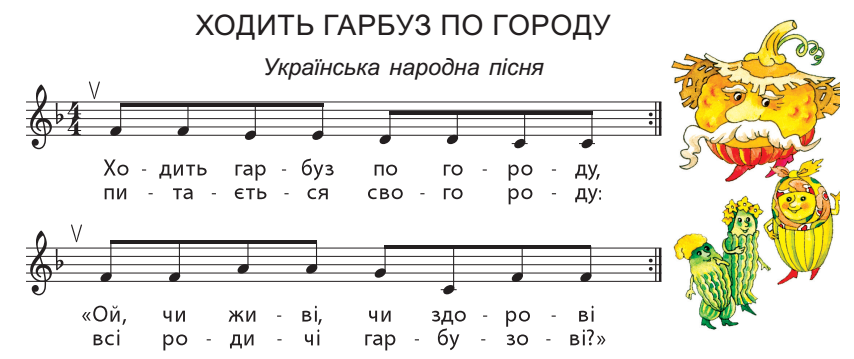 ХОДИТЬ ГАРБУЗ ПО ГОРОДУ
Українська народна пісня
4
4
Хо - дить гар - буз по го - ро - ду,
пи - та - єть - ся сво - го ро - ду:
«Ой, чи жи - ві, чи здо - ро - ві
всі ро - ди - чі гар - бу - зо - ві?»